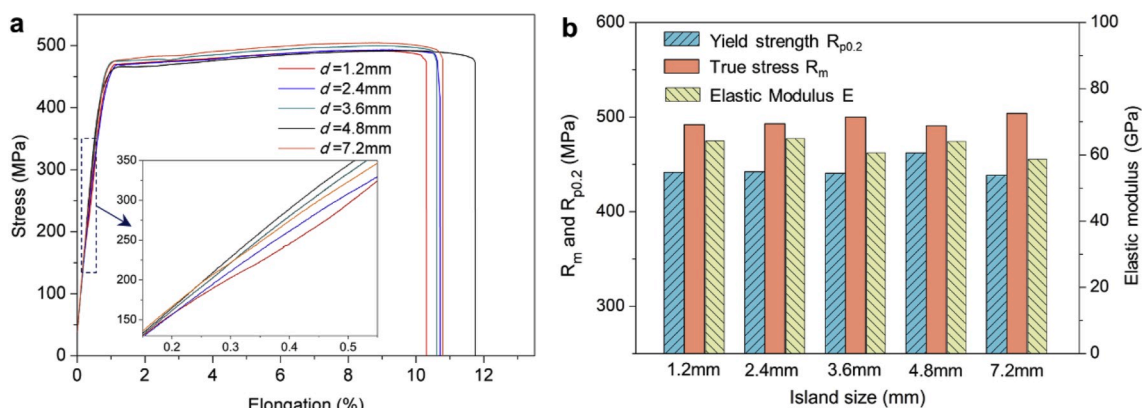 a
500
400
300
200
100
0
Stress (MPa)
d=1.2mm
d=2.4mm
d=3.6mm
d=4.8mm
d=7.2mm
350
300
250
200
150
0.2 0.3 0.4 0.5
0 2 4 6 8 10 12
Elongation (%)
b
600
500
400
300
Rm and Rp0.2 (MPa)
Yield strength Rp0.2
True stress Rm
Elastic Modulus E
100
80
60
40
20
0
Elastic modulus (GPa)
1.2mm 2.4mm 3.6mm 4.8mm 7.2mm
Island size (mm)